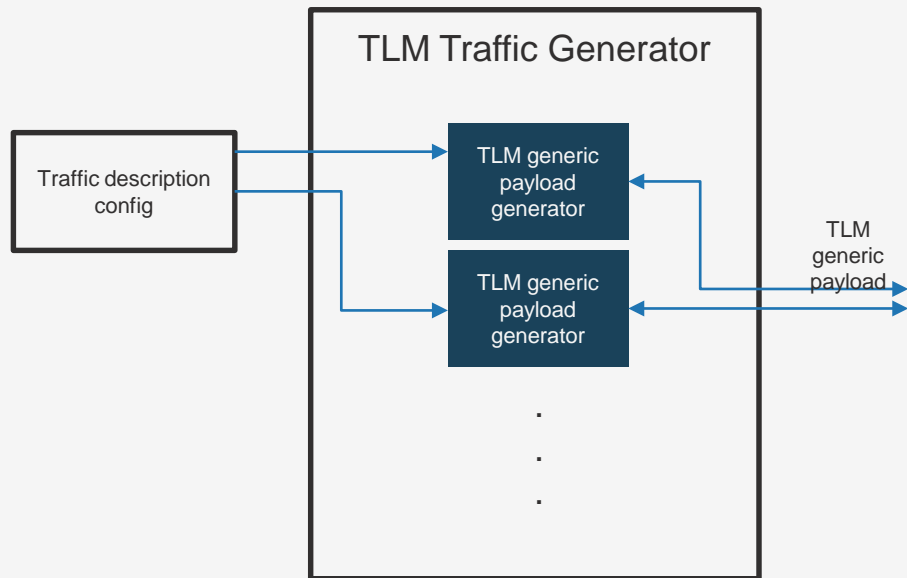 TLM Traffic Generator
Traffic description
config
TLM generic
payload
generator
TLM generic
payload
generator
.
.
.
TLM
generic
payload